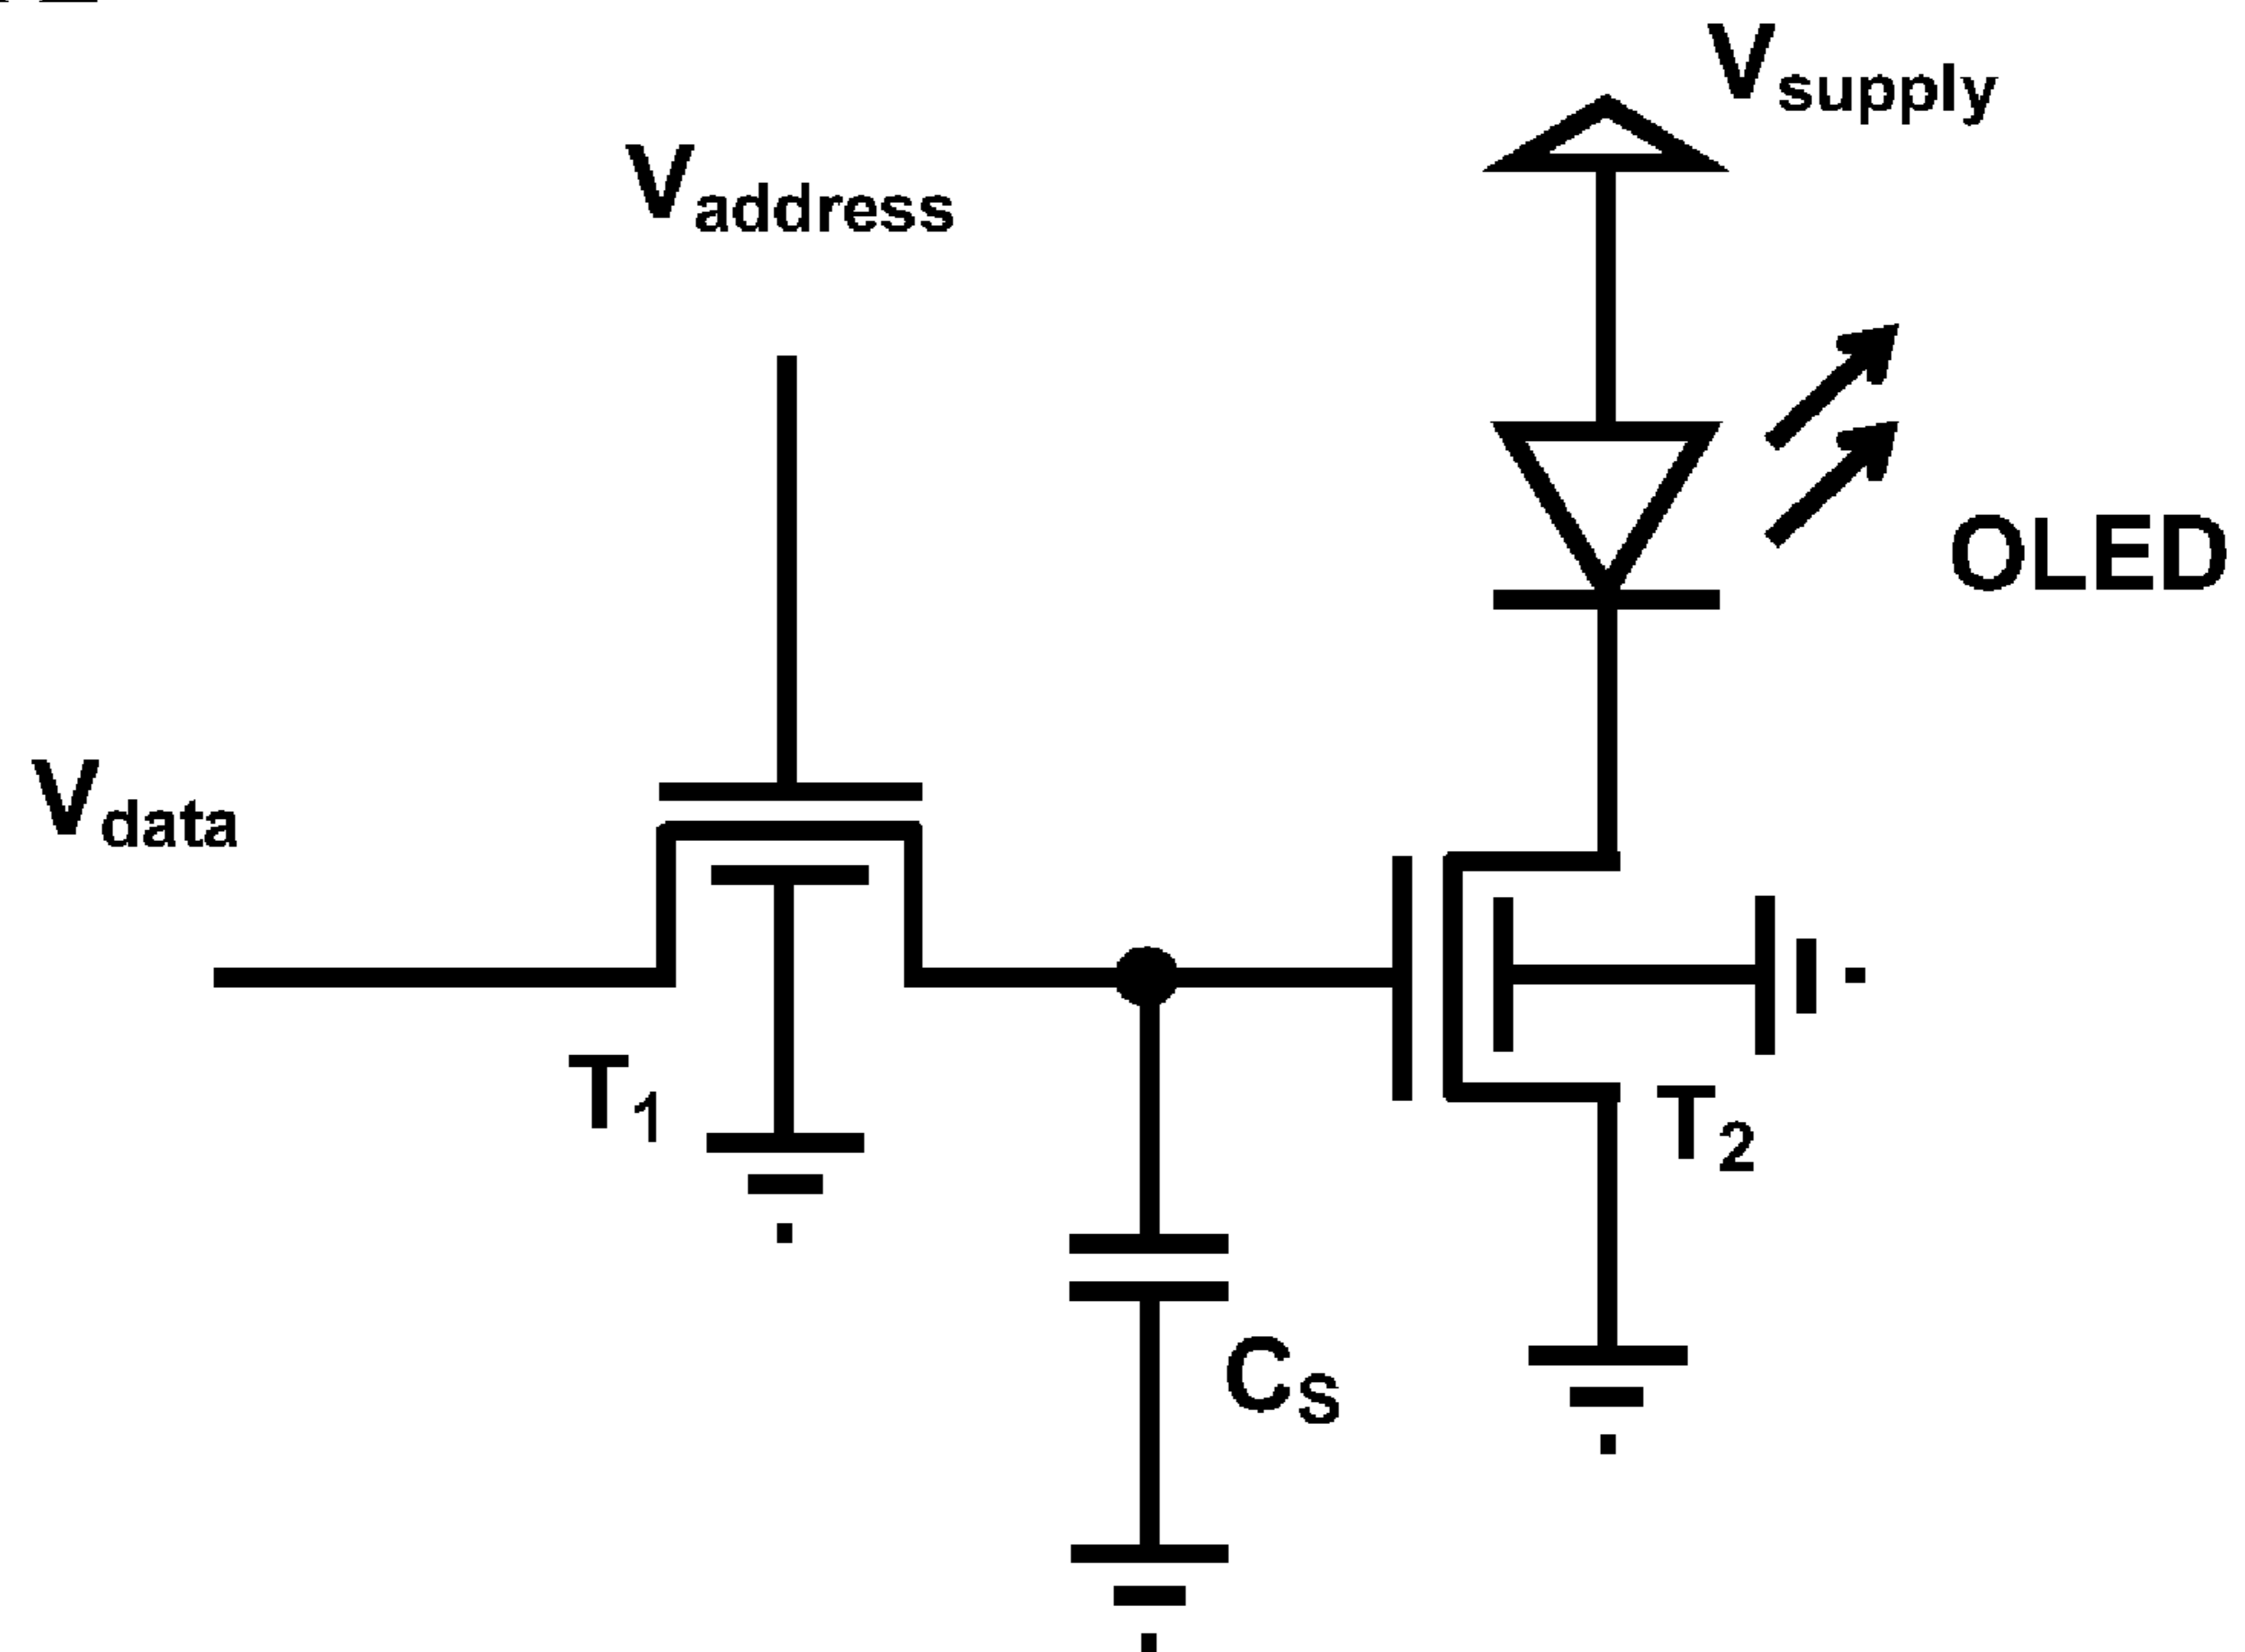 Vsupply
Vaddress
OLED
Vdata
T1
T2
CS